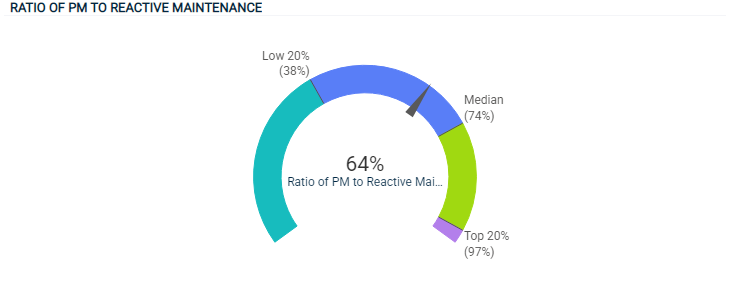 RATIO OF PM TO REACTIVE MAINTENANCE
Low 20%
(38%)
Median
(74%)
64%
Ratio of PM to Reactive Mai...
Top 20%
(97%)